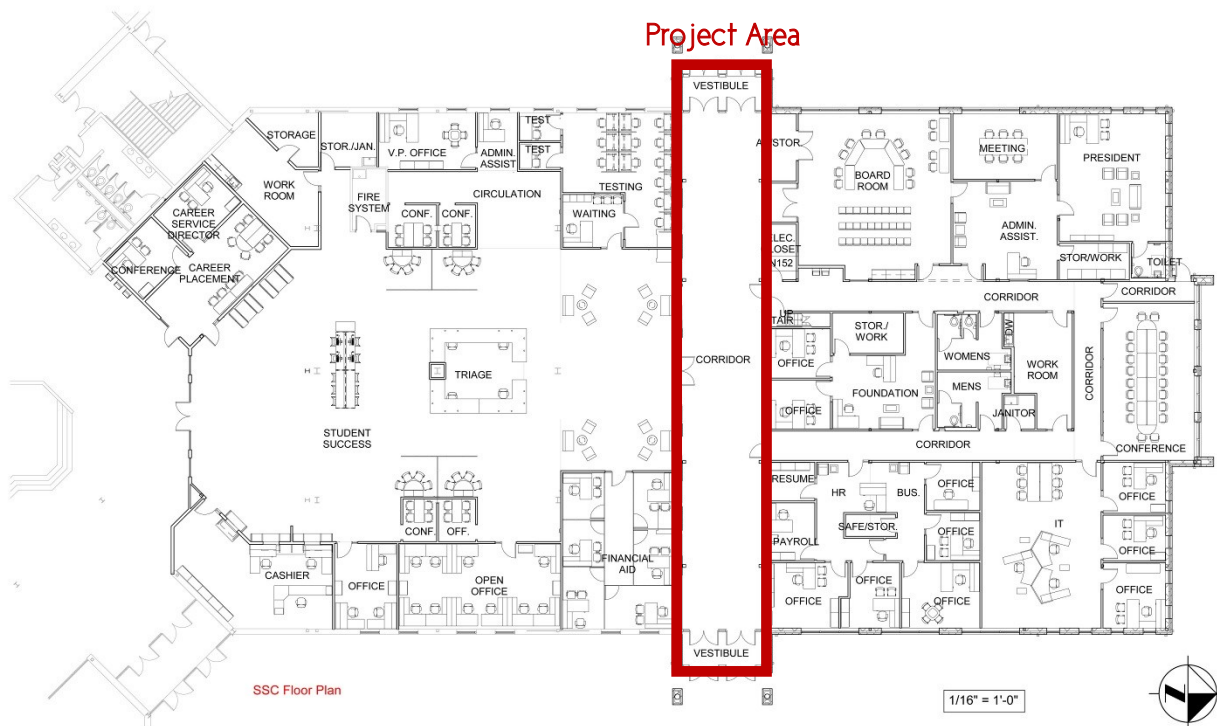 Project Area
VESTIBULE
STORAGE
STOR./JAN.
V.P. OFFICE
ADMIN.
ASSIST
TEST
TEST
TESTING
WORK
ROOM
FIRE
SYSTEM
CIRCULATION
CONF.
CONF.
WAITING
CAREER
SERVICE
DIRECTOR
CONFERENCE
CAREER
PLACEMENT
BOARD
ROOM
MEETING
PRESIDENT
ADMIN.
ASSIST.
STOR/WORK
TOILET
ELEC.
CLOSET
N152
CORRIDOR
CORRIDOR
UP
STOR./
WORK
OFFICE
OFFICE
FOUNDATION
WOMENS
MENS
DW
WORK
ROOM
JANITOR
CORRIDOR
CONFERENCE
CORRIDOR
CORRIDOR
TRIAGE
STUDENT
SUCCESS
CONF.
OFF.
CASHIER
OFFICE
OPEN
OFFICE
FINANCIAL
AID
RESUME
HR
BUS.
OFFICE
SAFE/STOR.
PAYROLL
OFFICE
IT
OFFICE
OFFICE
OFFICE
OFFICE
OFFICE
OFFICE
VESTIBULE
SSC Floor Plan
1/16" = 1'-0"
N